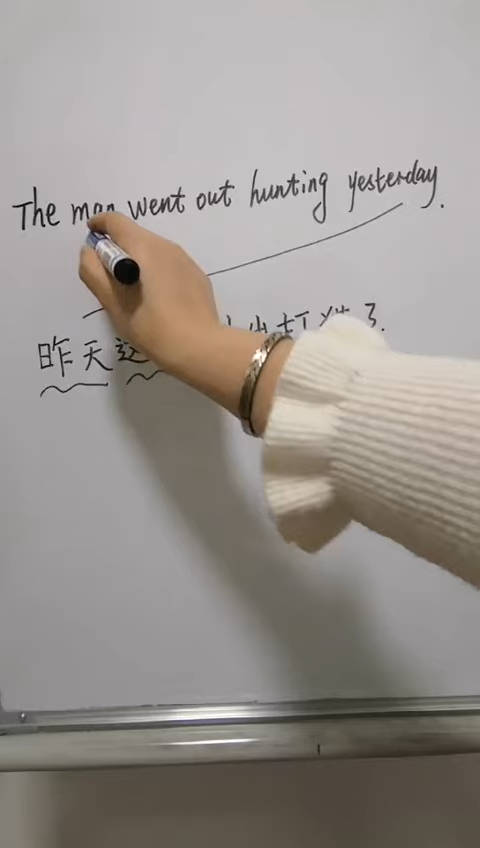 The man went out hunting yesterday.
昨天这 出打猎了.